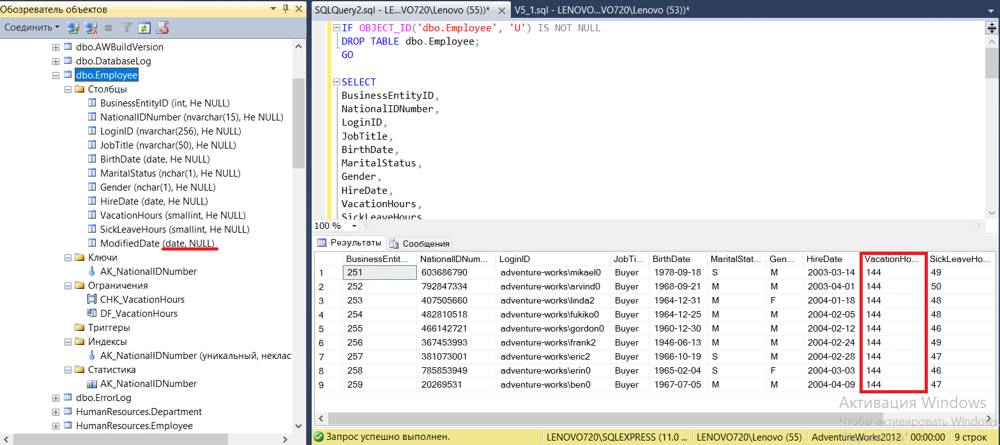 Обозреватель объектов
Соединить
dbo.AWBuildVersion
dbo.DatabaseLog
dbo.Employee
Столбцы
BusinessEntityID (int, Не NULL)
NationalIDNumber (nvarchar(15), Не NULL)
LoginID (nvarchar(256), Не NULL)
JobTitle (nvarchar(50), Не NULL)
BirthDate (date, Не NULL)
MaritalStatus (nchar(1), Не NULL)
Gender (nchar(1), Не NULL)
HireDate (date, Не NULL)
VacationHours (smallint, Не NULL)
SickLeaveHours (smallint, Не NULL)
ModifiedDate (date, NULL)
Ключи
AK_NationalIDNumber
Ограничения
CHK_VacationHours
DF_VacationHours
Триггеры
Индексы
AK_NationalIDNumber (уникальный, некласт
Статистика
AK_NationalIDNumber
dbo.ErrorLog
HumanResources.Department
HumanResources.Employee
SQLQuery2.sql - LE...VO720\Lenovo (55))* V5_1.sql - LENOVO...VO720\Lenovo (53))*
IF OBJECT_ID('dbo.Employee', 'U') IS NOT NULL
DROP TABLE dbo.Employee;
GO
SELECT
BusinessEntityID,
NationalIDNumber,
LoginID,
JobTitle,
BirthDate,
MaritalStatus,
Gender,
HireDate,
VacationHours,
SickLeaveHours
100 %
Результаты Сообщения
BusinessEntit... NationalIDNum... LoginID JobTi... BirthDate MaritalStat... Gen... HireDate VacationHo... SickLeaveHo...
1 251 603686790 adventure-works\mikael0 Buyer 1978-09-18 S M 2003-03-14 144 49
2 252 792847334 adventure-works\arvind0 Buyer 1968-09-21 M M 2003-04-01 144 50
3 253 407505660 adventure-works\linda2 Buyer 1964-12-31 M F 2004-01-18 144 48
4 254 482810518 adventure-works\fukiko0 Buyer 1964-12-25 M M 2004-02-05 144 48
5 255 466142721 adventure-works\gordon0 Buyer 1960-12-30 M M 2004-02-12 144 46
6 256 367453993 adventure-works\frank2 Buyer 1946-06-13 M M 2004-02-24 144 49
7 257 381073001 adventure-works\eric2 Buyer 1966-10-19 S M 2004-02-28 144 47
8 258 785853949 adventure-works\erin0 Buyer 1965-02-04 S F 2004-03-03 144 46
9 259 20269531 adventure-works\ben0 Buyer 1967-07-05 M M 2004-04-09 144 47
Активация Windows
Чтобы активировать Windows
"Параметры".
Запрос успешно выполнен. LENOVO720\SQLEXPRESS (11.0 ... LENOVO720\Lenovo (55) AdventureWorks2012 00:00:00 9 строк